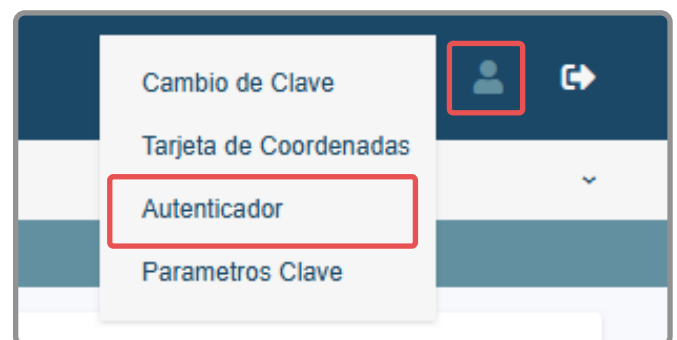 Cambio de Clave
Tarjeta de Coordenadas
Autenticador
Parametros Clave